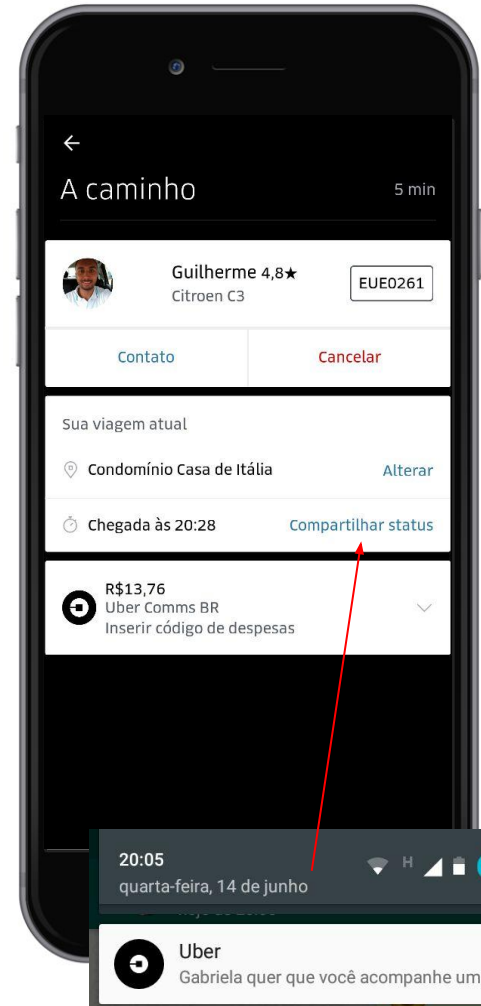 A caminho
5 min
Guilherme 4,8★
Citroen C3
EUE0261
Contato
Cancelar
Sua viagem atual
Condomínio Casa de Itália
Alterar
Chegada às 20:28
Compartilhar status
R$13,76
Uber Comms BR
Inserir código de despesas
20:05
H
quarta-feira, 14 de junho
Uber
Gabriela quer que você acompanhe um